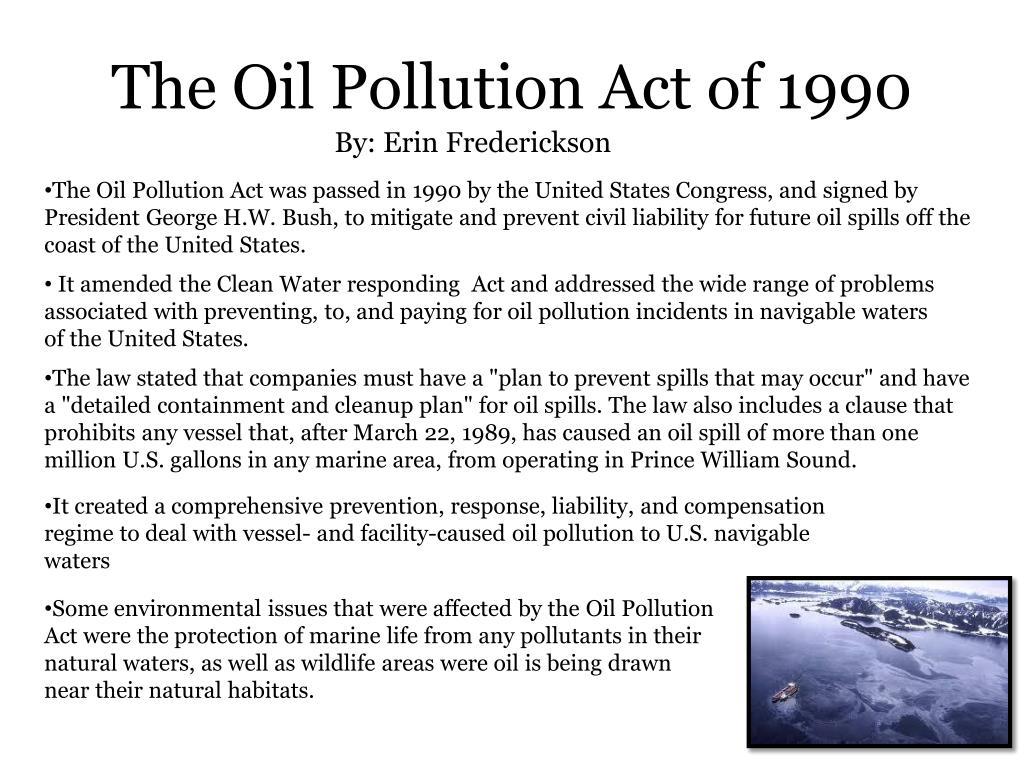 The Oil Pollution Act of 1990
By: Erin Frederickson
•The Oil Pollution Act was passed in 1990 by the United States Congress, and signed by
President George H.W. Bush, to mitigate and prevent civil liability for future oil spills off the
coast of the United States.
• It amended the Clean Water responding  Act and addressed the wide range of problems
associated with preventing, to, and paying for oil pollution incidents in navigable waters
of the United States.
•The law stated that companies must have a "plan to prevent spills that may occur" and have
a "detailed containment and cleanup plan" for oil spills. The law also includes a clause that
prohibits any vessel that, after March 22, 1989, has caused an oil spill of more than one
million U.S. gallons in any marine area, from operating in Prince William Sound.
•It created a comprehensive prevention, response, liability, and compensation
regime to deal with vessel- and facility-caused oil pollution to U.S. navigable
waters
•Some environmental issues that were affected by the Oil Pollution
Act were the protection of marine life from any pollutants in their
natural waters, as well as wildlife areas were oil is being drawn
near their natural habitats.